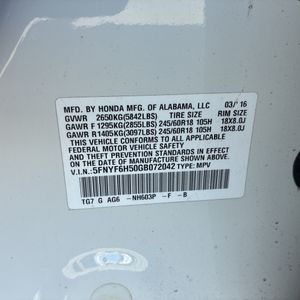 MFD. BY HONDA MFG. OF ALABAMA, LLC 03/16
GVWR 2650KG(5842LBS) TIRE SIZE RIM SIZE
GAWR F 1295KG(2855LBS) 245/60R18 105H 18X8.0J
GAWR R 1405KG(3097LBS) 245/60R18 105H 18X8.0J
THIS VEHICLE CONFORMS TO ALL APPLICABLE
FEDERAL MOTOR VEHICLE SAFETY STANDARDS IN EFFECT
ON THE DATE OF MANUFACTURE SHOWN ABOVE.
V.I.N.: 5FNYF6H50GB072042 TYPE: MPV
TG7 G AG6 -NH603P -F -B